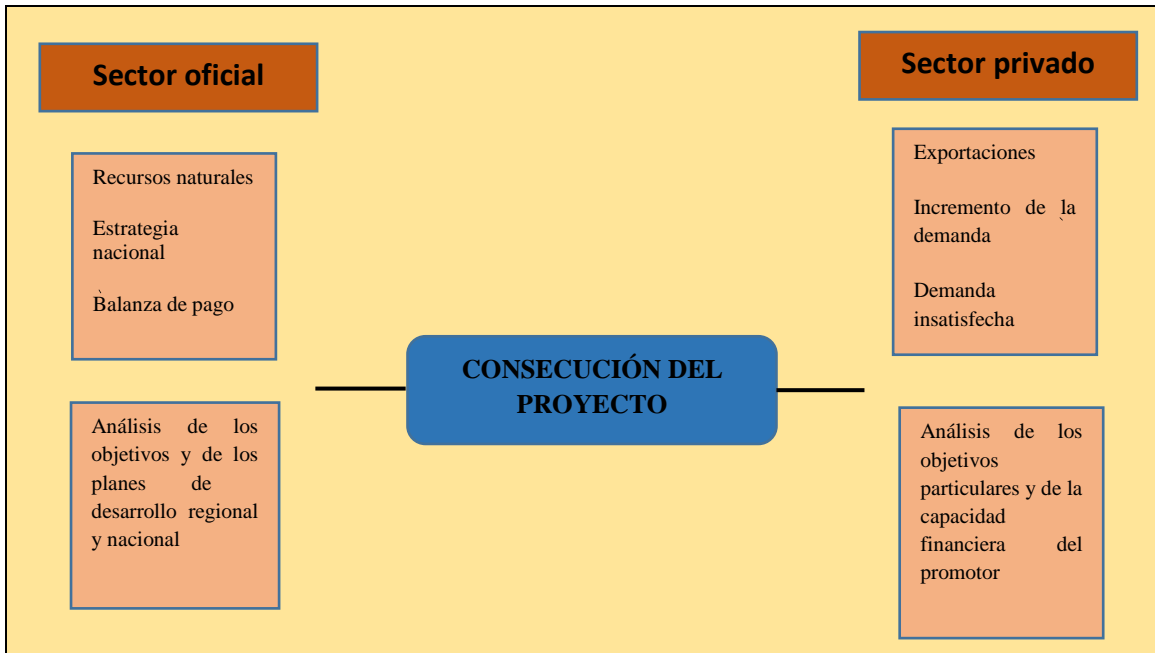 Sector oficial
Recursos naturales
Estrategia
nacional
Balanza de pago
Análisis de los
objetivos y de los
planes de
desarrollo regional
y nacional
CONSECUCIÓN DEL
PROYECTO
Sector privado
Exportaciones
Incremento de la
demanda
Demanda
insatisfecha
Análisis de los
objetivos
particulares y de la
capacidad
financiera del
promotor